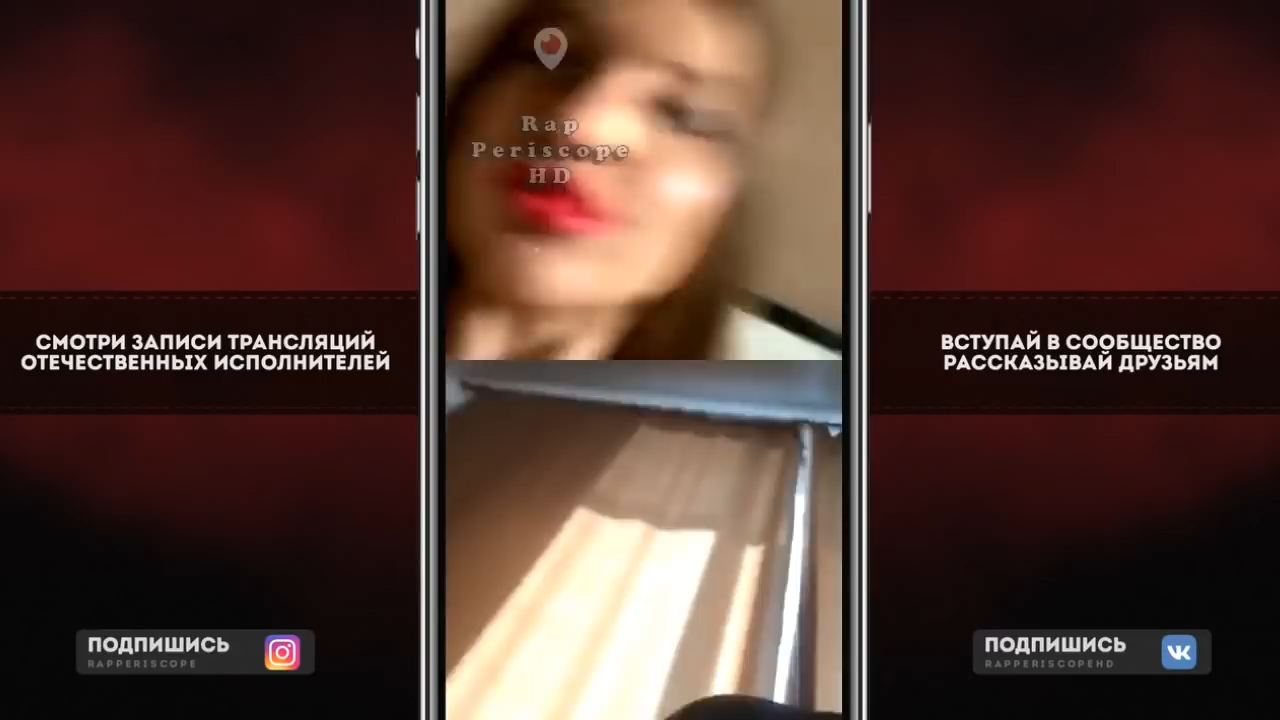 Rap
Periscope
HD
СМОТРИ ЗАПИСИ ТРАНСЛЯЦИЙ
ОТЕЧЕСТВЕННЫХ ИСПОЛНИТЕЛЕЙ
ВСТУПАЙ В СООБЩЕСТВО
РАССКАЗЫВАЙ ДРУЗЬЯМ
ПОДПИШИСЬ
RAPPERISCOPE
ПОДПИШИСЬ
RAPPERISCOPEHD